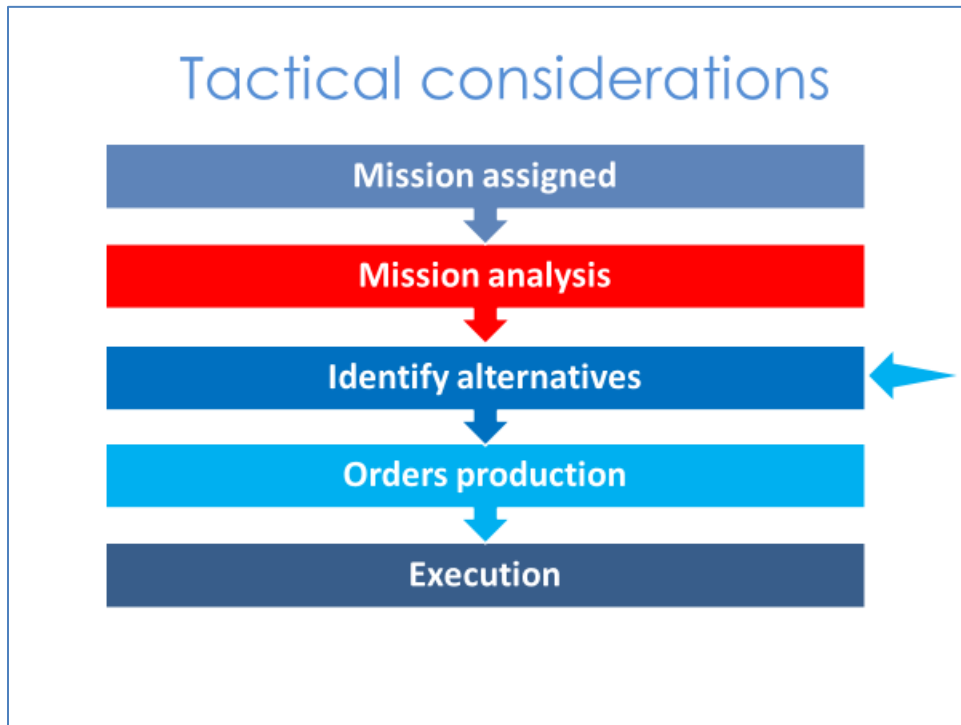 Tactical considerations
Mission assigned
Mission analysis
Identify alternatives
Orders production
Execution